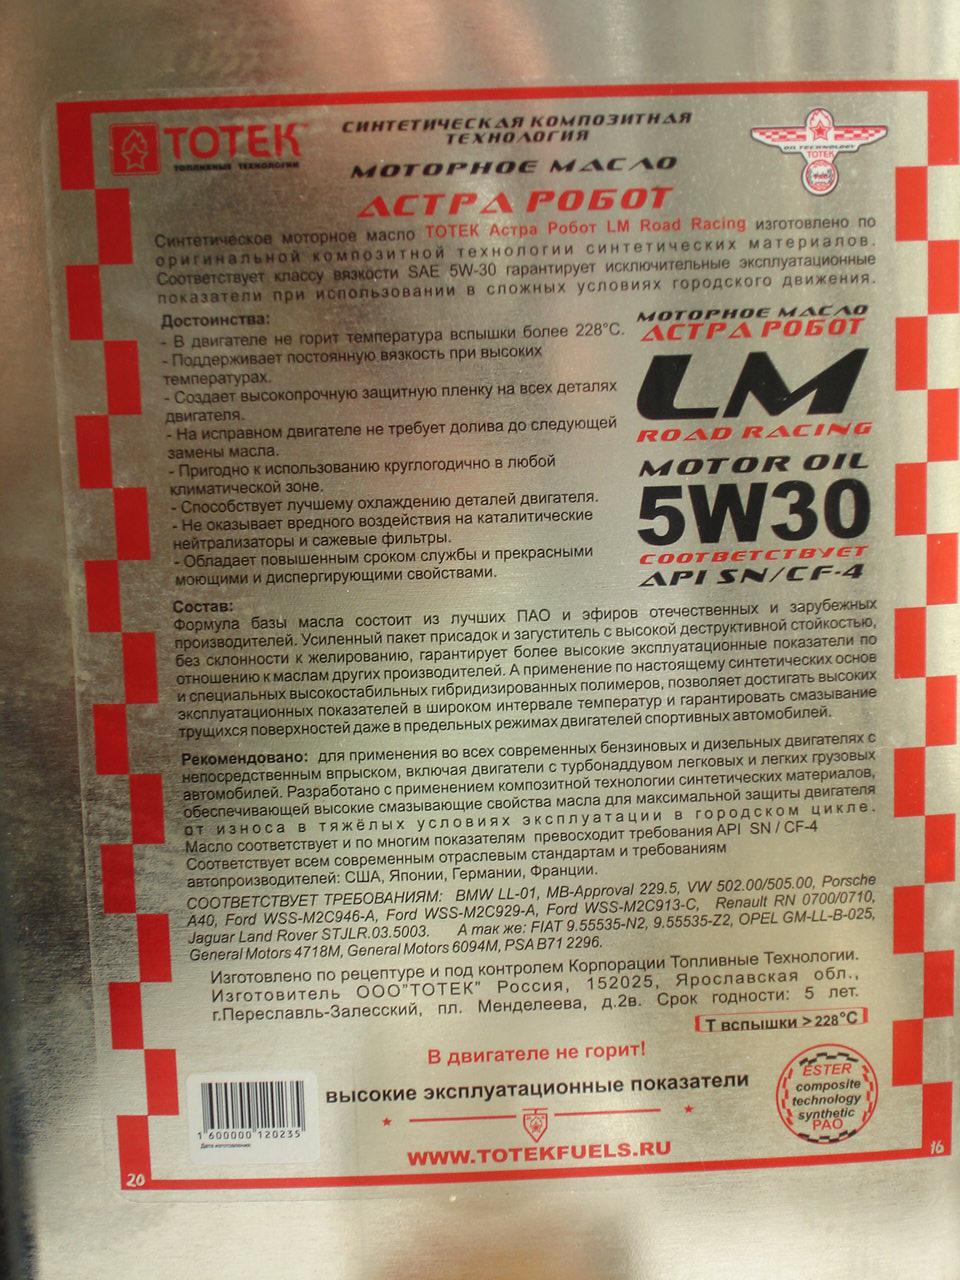 ТОТЕК™
ТОПЛИВНЫЕ ТЕХНОЛОГИИ
СИНТЕТИЧЕСКАЯ КОМПОЗИТНАЯ
ТЕХНОЛОГИЯ
МОТОРНОЕ МАСЛО
АСТРА РОБОТ
OIL TECHNOLOGY
ТОТЕК
Синтетическое моторное масло ТОТЕК Астра Робот LM Road Racing изготовлено по
оригинальной композитной технологии синтетических материалов.
Соответствует классу вязкости SAE 5W-30 гарантирует исключительные эксплуатационные
показатели при использовании в сложных условиях городского движения.
Достоинства:
- В двигателе не горит температура вспышки более 228°С.
- Поддерживает постоянную вязкость при высоких
температурах.
- Создает высокопрочную защитную пленку на всех деталях
двигателя.
- На исправном двигателе не требует долива до следующей
замены масла.
- Пригодно к использованию круглогодично в любой
климатической зоне.
- Способствует лучшему охлаждению деталей двигателя.
- Не оказывает вредного воздействия на каталитические
нейтрализаторы и сажевые фильтры.
- Обладает повышенным сроком службы и прекрасными
моющими и диспергирующими свойствами.
МОТОРНОЕ МАСЛО
АСТРА РОБОТ
LM
ROAD RACING
MOTOR OIL
5W30
СООТВЕТСТВУЕТ
API SN/CF-4
Состав:
Формула базы масла состоит из лучших ПАО и эфиров отечественных и зарубежных
производителей. Усиленный пакет присадок и загуститель с высокой деструктивной стойкостью,
без склонности к желированию, гарантирует более высокие эксплуатационные показатели по
отношению к маслам других производителей. А применение по настоящему синтетических основ
и специальных высокостабильных гибридизированных полимеров, позволяет достигать высоких
эксплуатационных показателей в широком интервале температур и гарантировать смазывание
трущихся поверхностей даже в предельных режимах двигателей спортивных автомобилей.
Рекомендовано: для применения во всех современных бензиновых и дизельных двигателях с
непосредственным впрыском, включая двигатели с турбонаддувом легковых и легких грузовых
автомобилей. Разработано с применением композитной технологии синтетических материалов,
обеспечивающей высокие смазывающие свойства масла для максимальной защиты двигателя
от износа в тяжёлых условиях эксплуатации в городском цикле.
Масло соответствует и по многим показателям превосходит требования API SN / CF-4
Соответствует всем современным отраслевым стандартам и требованиям
автопроизводителей: США, Японии, Германии, Франции.
СООТВЕТСТВУЕТ ТРЕБОВАНИЯМ: BMW LL-01, MB-Approval 229.5, VW 502.00/505.00, Porsche
A40, Ford WSS-M2C946-A, Ford WSS-M2C929-A, Ford WSS-M2C913-C, Renault RN 0700/0710,
Jaguar Land Rover STJLR.03.5003. А так же: FIAT 9.55535-N2, 9.55535-Z2, OPEL GM-LL-B-025,
General Motors 4718M, General Motors 6094M, PSA B71 2296.
Изготовлено по рецептуре и под контролем Корпорации Топливные Технологии.
Изготовитель ООО"ТОТЕК" Россия, 152025, Ярославская обл.,
г.Переславль-Залесский, пл. Менделеева, д.2в. Срок годности: 5 лет.
Т вспышки >228°С
В двигателе не горит!
высокие эксплуатационные показатели
ESTER
composite
technology
synthetic
PAO
1 600000 120235
Дата изготовления:
WWW.TOTEKFUELS.RU
20
16